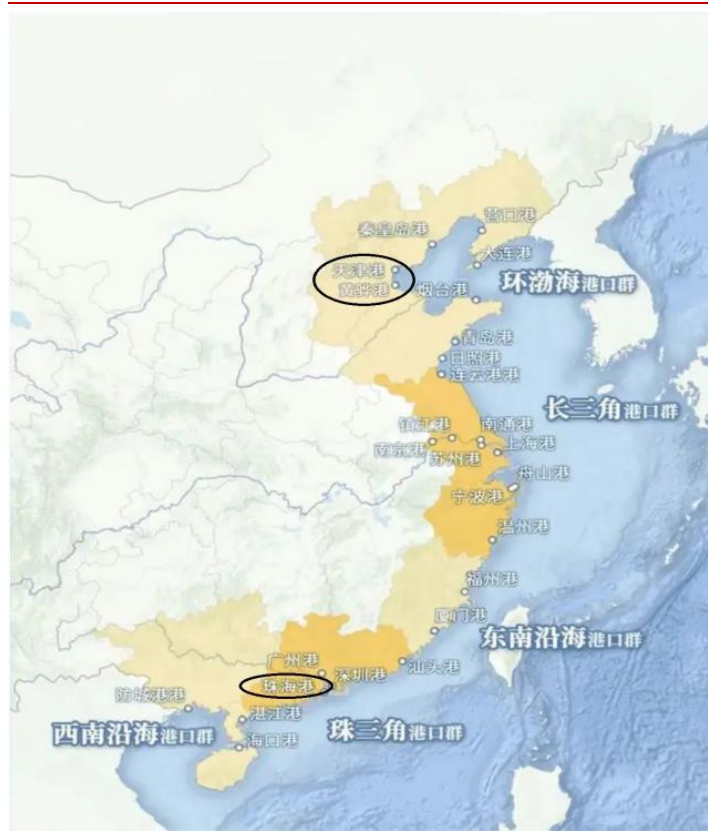 营口港
秦皇岛港
大连港
天津港
黄骅港
烟台港
环渤海港口群
青岛港
日照港
连云港港
长三角港口群
镇江港
南通港
南京港
上海港
苏州港
舟山港
宁波港
温州港
福州港
厦门港
东南沿海港口群
广州港
深圳港
汕头港
珠海港
防城港港
湛江港
西南沿海港口群
珠三角港口群
海口港